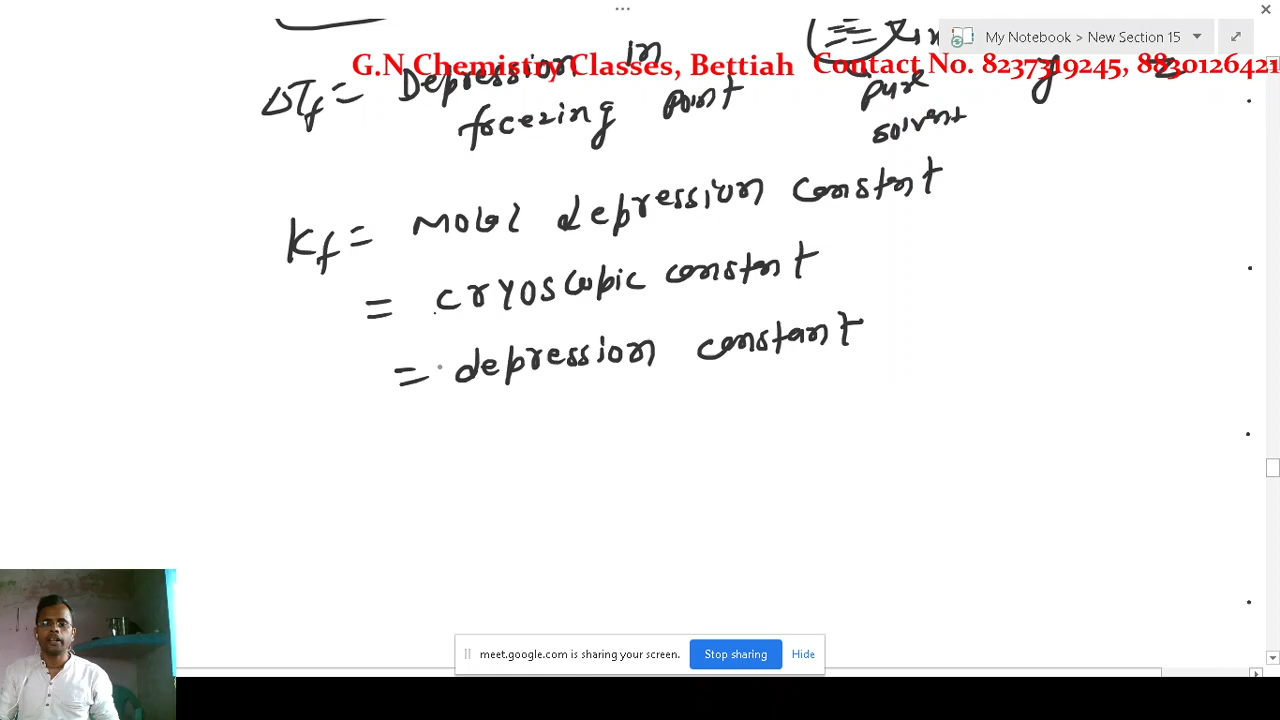 My Notebook > New Section 15
G.N Chemistry Classes, Bettiah Contact No. 8237319245,
ΔTf = Depression in
freezing point
pure
solvent
Kf = Molal depression constant
= cryoscopic constant
= depression constant
meet.google.com is sharing your screen. Stop sharing Hide